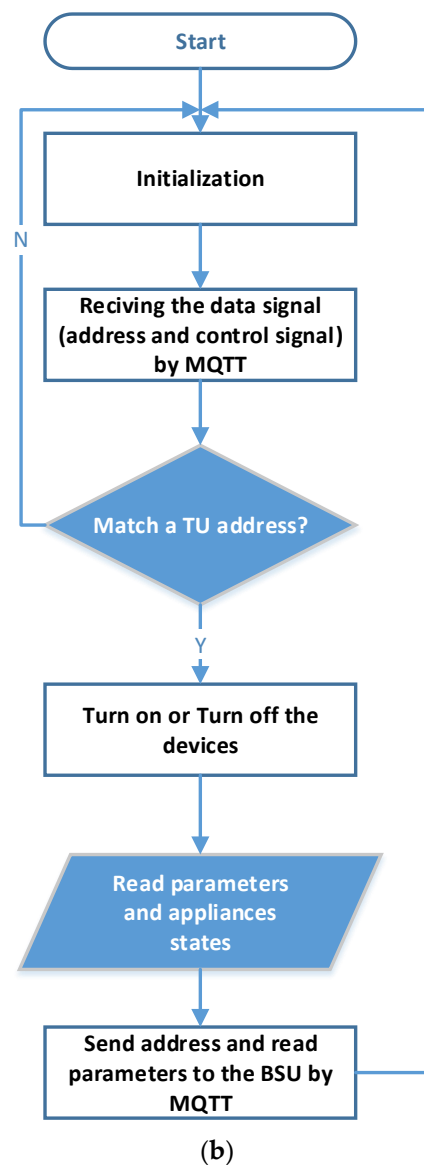 Start
Initialization
N
Reciving the data signal
(address and control signal)
by MQTT
Match a TU address?
Y
Turn on or Turn off the
devices
Read parameters
and appliances
states
Send address and read
parameters to the BSU by
MQTT
(b)